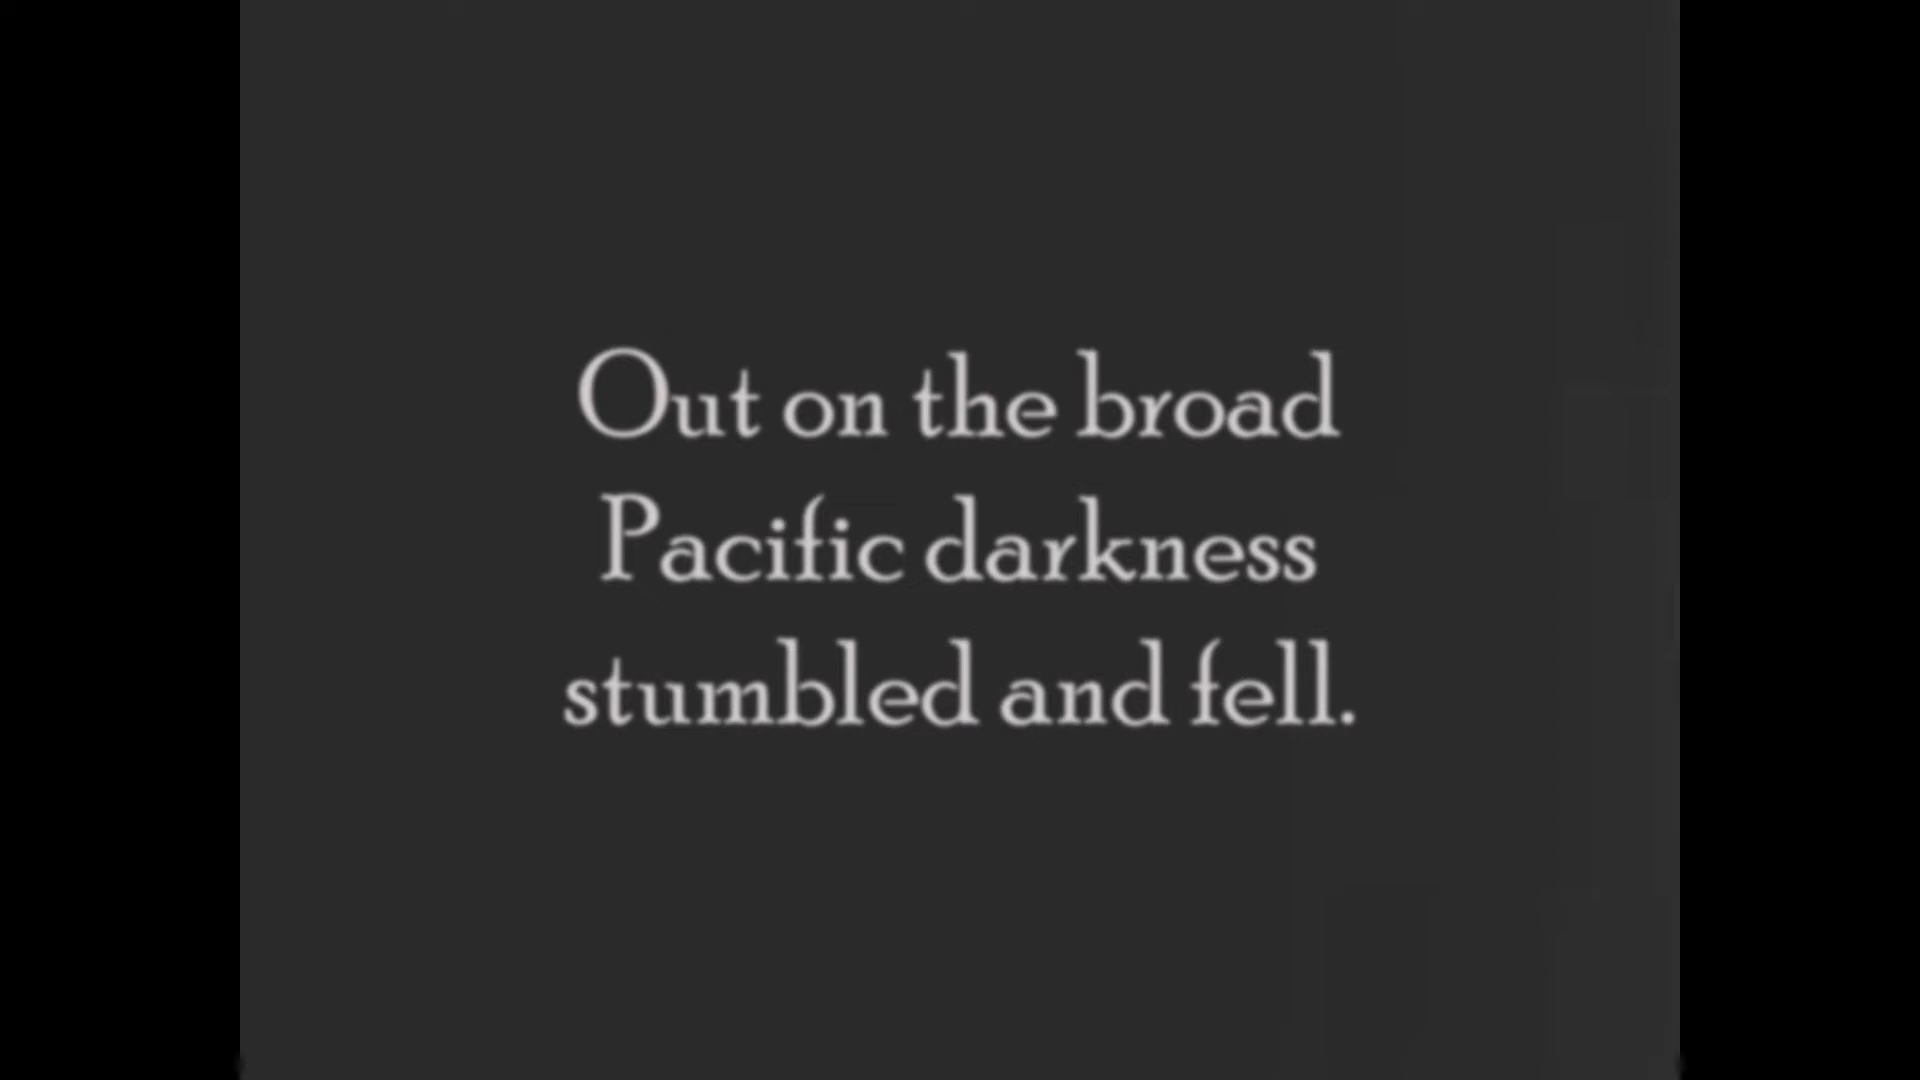 Out on the broad
Pacific darkness
stumbled and fell.